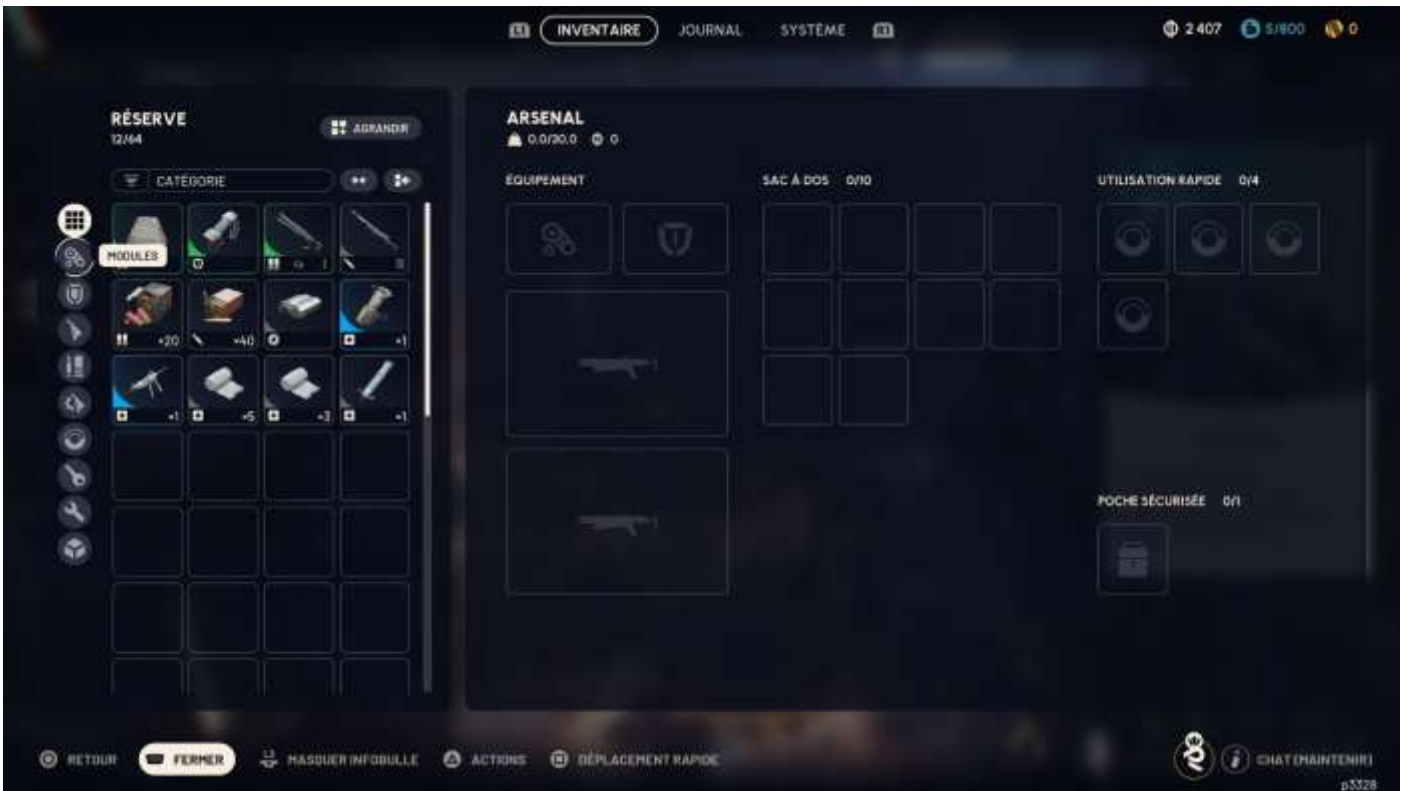 L1 INVENTAIRE JOURNAL SYSTÈME R1
2 407 5/800 0
RÉSERVE
12/64
AGRANDIR
CATÉGORIE
MODULES
×20 ×40 ×1
×1 ×5 ×3 ×1
ARSENAL
0.0/30.0 0
ÉQUIPEMENT
SAC À DOS 0/10
UTILISATION RAPIDE 0/4
POCHE SÉCURISÉE 0/1
RETOUR FERMER MASQUER INFOBULLE ACTIONS DÉPLACEMENT RAPIDE
CHAT (MAINTENIR)
p3328